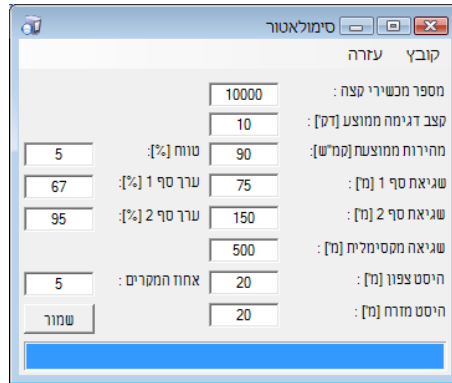 סימולאטור
קובץ עזרה
מספר מכשירי קצה : 10000
קצב דגימה ממוצע [דק'] : 10
מהירות ממוצעת [קמ"ש]: 90 טווח [%]: 5
שגיאת סף 1 [מ'] : 75 ערך סף 1 [%]: 67
שגיאת סף 2 [מ'] : 150 ערך סף 2 [%]: 95
שגיאה מקסימלית [מ'] : 500
היסט צפון [מ'] : 20 אחוז המקרים : 5
היסט מזרח [מ'] : 20 שמור